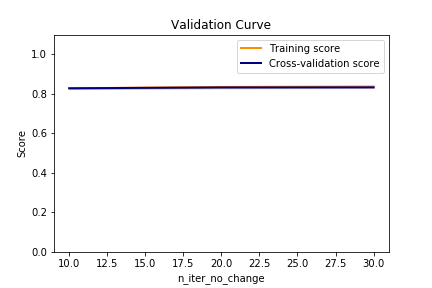 Validation Curve
Training score
Cross-validation score
Score
1.0
0.8
0.6
0.4
0.2
0.0
10.0 12.5 15.0 17.5 20.0 22.5 25.0 27.5 30.0
n_iter_no_change